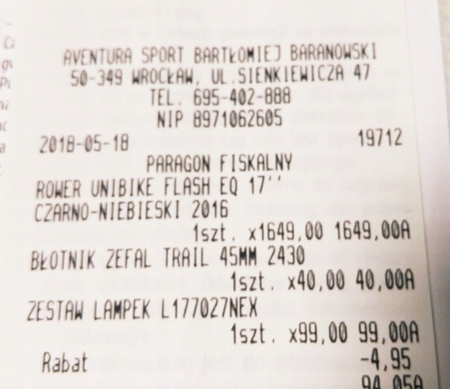 AVENTURA SPORT BARTŁOMIEJ BARANOWSKI
50-349 WROCŁAW, UL.SIENKIEWICZA 47
TEL. 695-402-888
NIP 8971062605
2018-05-18 19712
PARAGON FISKALNY
ROWER UNIBIKE FLASH EQ 17''
CZARNO-NIEBIESKI 2016
1szt. x1649,00 1649,00A
BŁOTNIK ZEFAL TRAIL 45MM 2430
1szt. x40,00 40,00A
ZESTAW LAMPEK L177027NEX
1szt. x99,00 99,00A
Rabat -4,95
94,05A